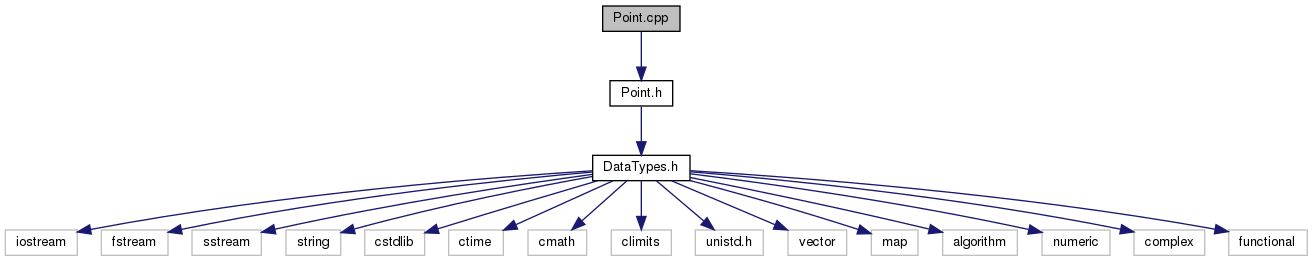 Point.cpp
Point.h
DataTypes.h
iostream
fstream
sstream
string
cstdlib
ctime
cmath
climits
unistd.h
vector
map
algorithm
numeric
complex
functional